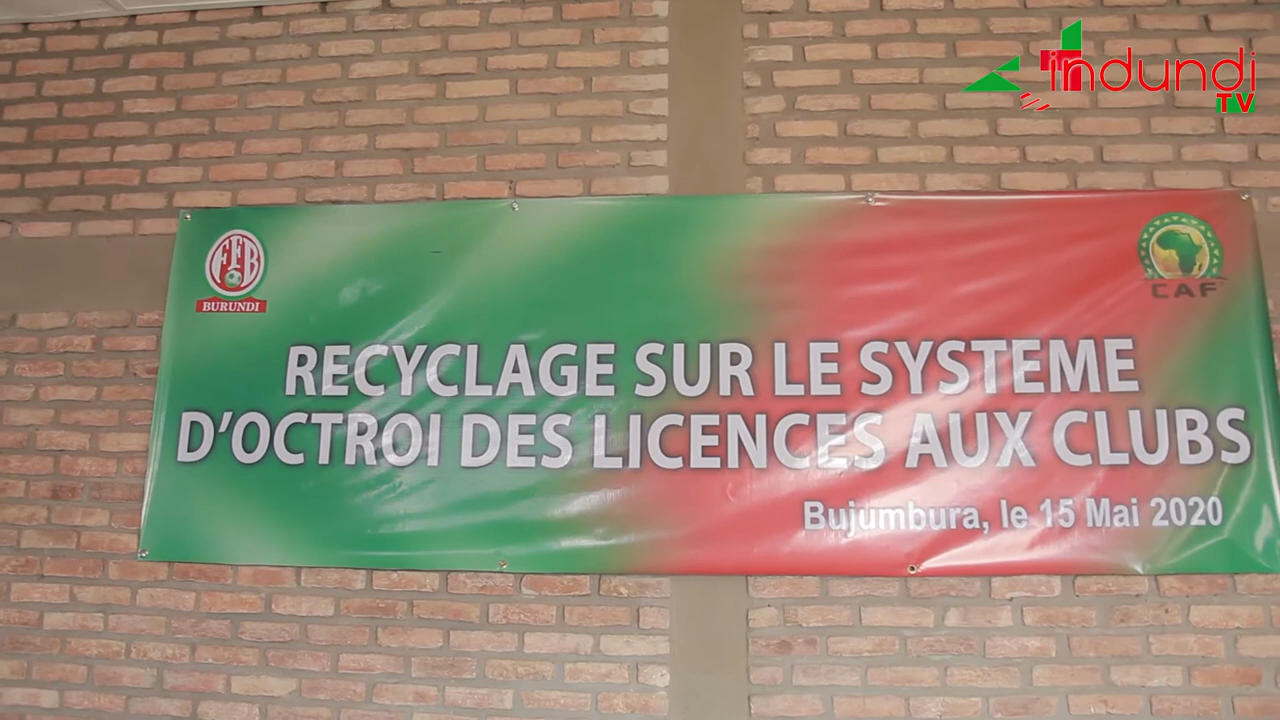 indundi
TV
FFB
BURUNDI
CAF
RECYCLAGE SUR LE SYSTEME
D'OCTROI DES LICENCES AUX CLUBS
Bujumbura, le 15 Mai 2020